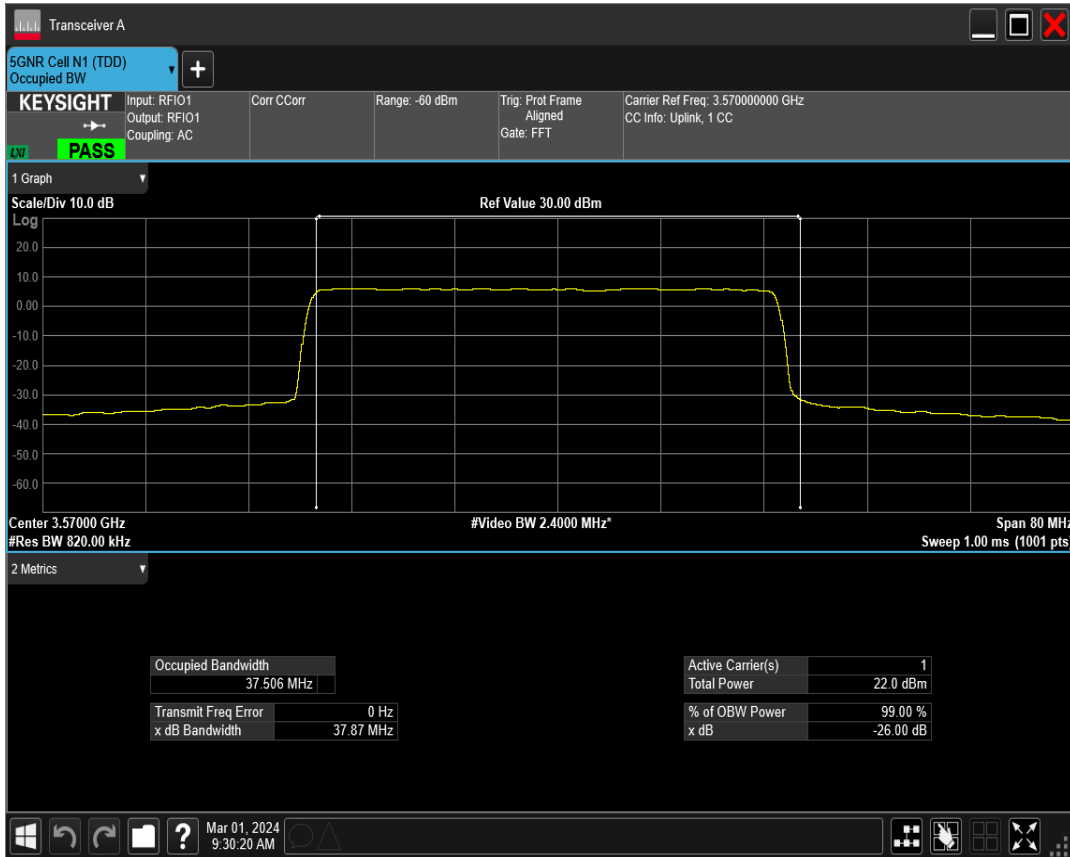 Transceiver A
5GNR Cell N1 (TDD)
Occupied BW
+
KEYSIGHT
LXI
PASS
Input: RFIO1
Output: RFIO1
Coupling: AC
Corr CCorr
Range: -60 dBm
Trig: Prot Frame
Aligned
Gate: FFT
Carrier Ref Freq: 3.570000000 GHz
CC Info: Uplink, 1 CC
1 Graph
Scale/Div 10.0 dB
Ref Value 30.00 dBm
Log
20.0
10.0
0.00
-10.0
-20.0
-30.0
-40.0
-50.0
-60.0
Center 3.57000 GHz
#Video BW 2.4000 MHz*
Span 80 MHz
#Res BW 820.00 kHz
Sweep 1.00 ms (1001 pts)
2 Metrics
Occupied Bandwidth
37.506 MHz
Transmit Freq Error 0 Hz
x dB Bandwidth 37.87 MHz
Active Carrier(s) 1
Total Power 22.0 dBm
% of OBW Power 99.00 %
x dB -26.00 dB
?
Mar 01, 2024
9:30:20 AM